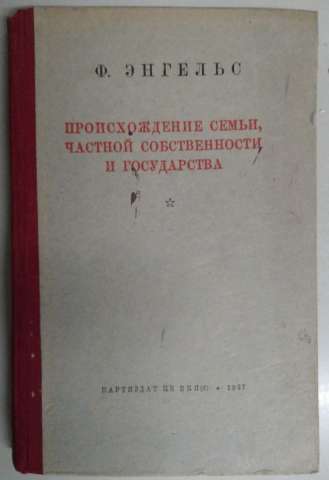 Ф. ЭНГЕЛЬС
ПРОИСХОЖДЕНИЕ СЕМЬИ,
ЧАСТНОЙ СОБСТВЕННОСТИ
И ГОСУДАРСТВА
ПАРТИЗДАТ ЦК ВКП(б) • 1937